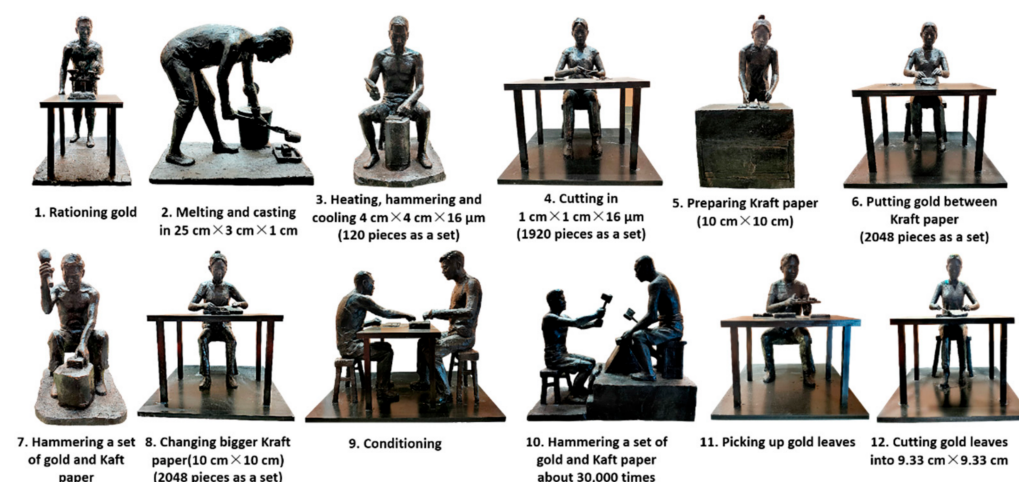 1. Rationing gold
2. Melting and casting
in 25 cm×3 cm×1 cm
3. Heating, hammering and
cooling 4 cm×4 cm×16 μm
(120 pieces as a set)
4. Cutting in
1 cm×1 cm×16 μm
(1920 pieces as a set)
5. Preparing Kraft paper
(10 cm×10 cm)
6. Putting gold between
Kraft paper
(2048 pieces as a set)
7. Hammering a set
of gold and Kaft
paper
8. Changing bigger Kraft
paper(10 cm×10 cm)
(2048 pieces as a set)
9. Conditioning
10. Hammering a set of
gold and Kaft paper
about 30.000 times
11. Picking up gold leaves
12. Cutting gold leaves
into 9.33 cm×9.33 cm